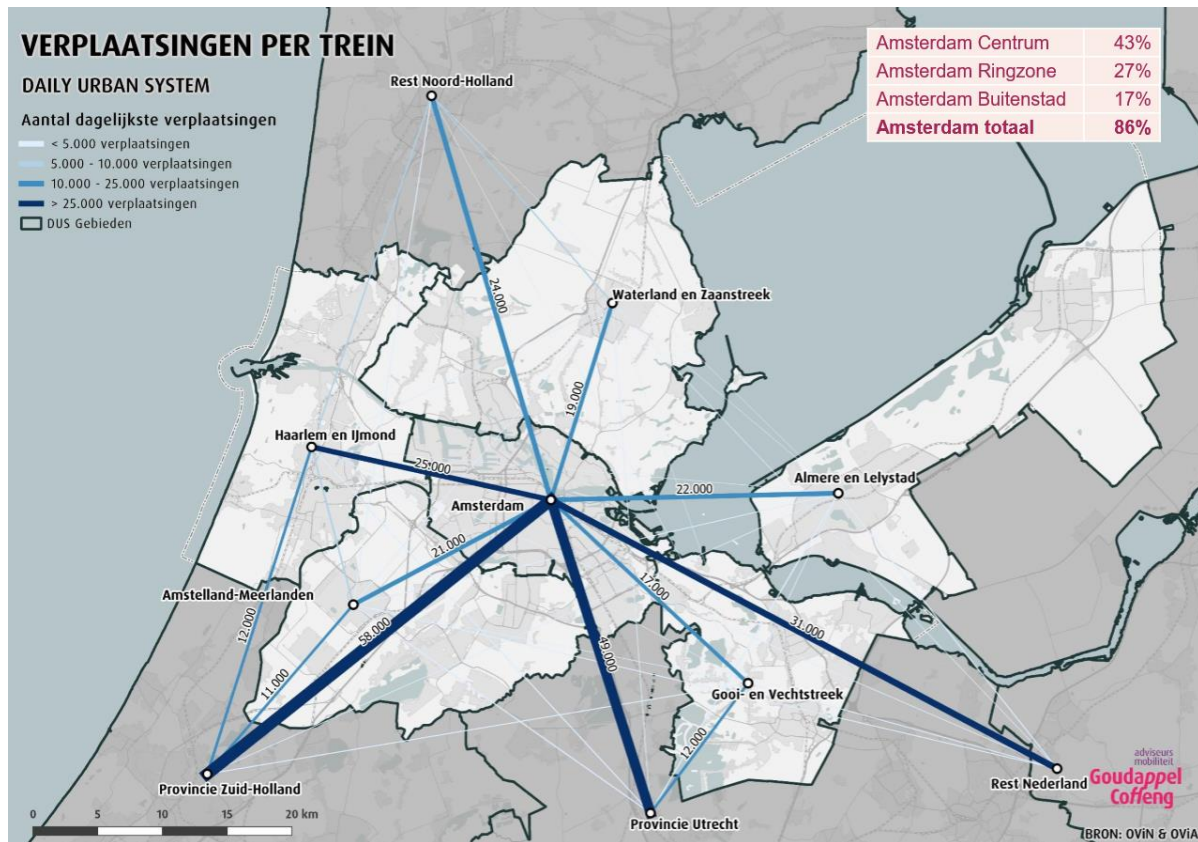 VERPLAATSINGEN PER TREIN
DAILY URBAN SYSTEM
Aantal dagelijkste verplaatsingen
< 5.000 verplaatsingen
5.000 - 10.000 verplaatsingen
10.000 - 25.000 verplaatsingen
> 25.000 verplaatsingen
DUS Gebieden
Amsterdam Centrum 43%
Amsterdam Ringzone 27%
Amsterdam Buitenstad 17%
Amsterdam totaal 86%
Rest Noord-Holland
24.000
Waterland en Zaanstreek
19.000
Haarlem en IJmond
25.000
Almere en Lelystad
22.000
Amsterdam
21.000
17.000
Amstelland-Meerlanden
12.000
58.000
49.000
31.000
11.000
Gooi- en Vechtstreek
12.000
Provincie Zuid-Holland
Rest Nederland
Provincie Utrecht
0 5 10 15 20 km
adviseurs
mobiliteit
Goudappel
Coffeng
BRON: OViN & OViA